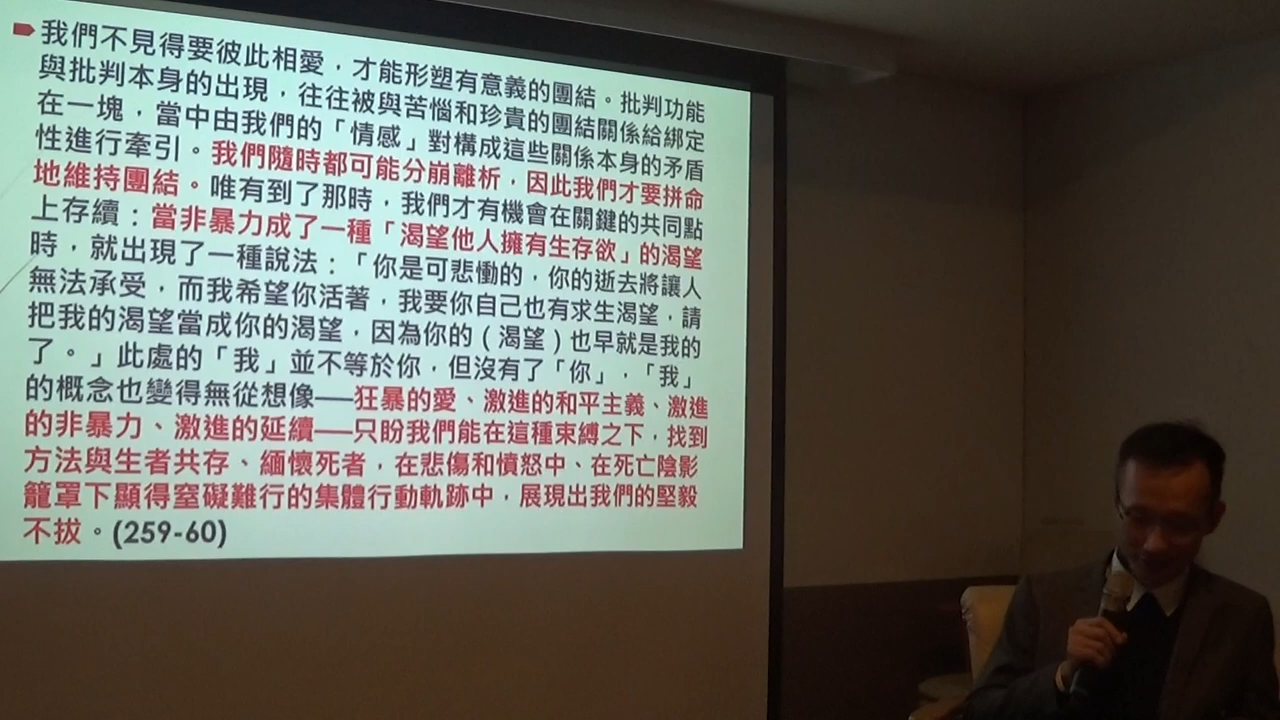 我們不見得要彼此相愛，才能形塑有意義的團結。批判功能
與批判本身的出現，往往被與苦惱和珍貴的團結關係給綁定
在一塊，當中由我們的「情感」對構成這些關係本身的矛盾
性進行牽引。我們隨時都可能分崩離析，因此我們才要拼命
地維持團結。唯有到了那時，我們才有機會在關鍵的共同點
上存續：當非暴力成了一種「渴望他人擁有生存欲」的渴望
時，就出現了一種說法：「你是可悲慟的，你的逝去將讓人
無法承受，而我希望你活著，我要你自己也有求生渴望，請
把我的渴望當成你的渴望，因為你的（渴望）也早就是我的
了。」此處的「我」並不等於你，但沒有了「你」，「我」
的概念也變得無從想像──狂暴的愛、激進的和平主義、激進
的非暴力、激進的延續──只盼我們能在這種束縛之下，找到
方法與生者共存、緬懷死者，在悲傷和憤怒中、在死亡陰影
籠罩下顯得窒礙難行的集體行動軌跡中，展現出我們的堅毅
不拔。(259-60)